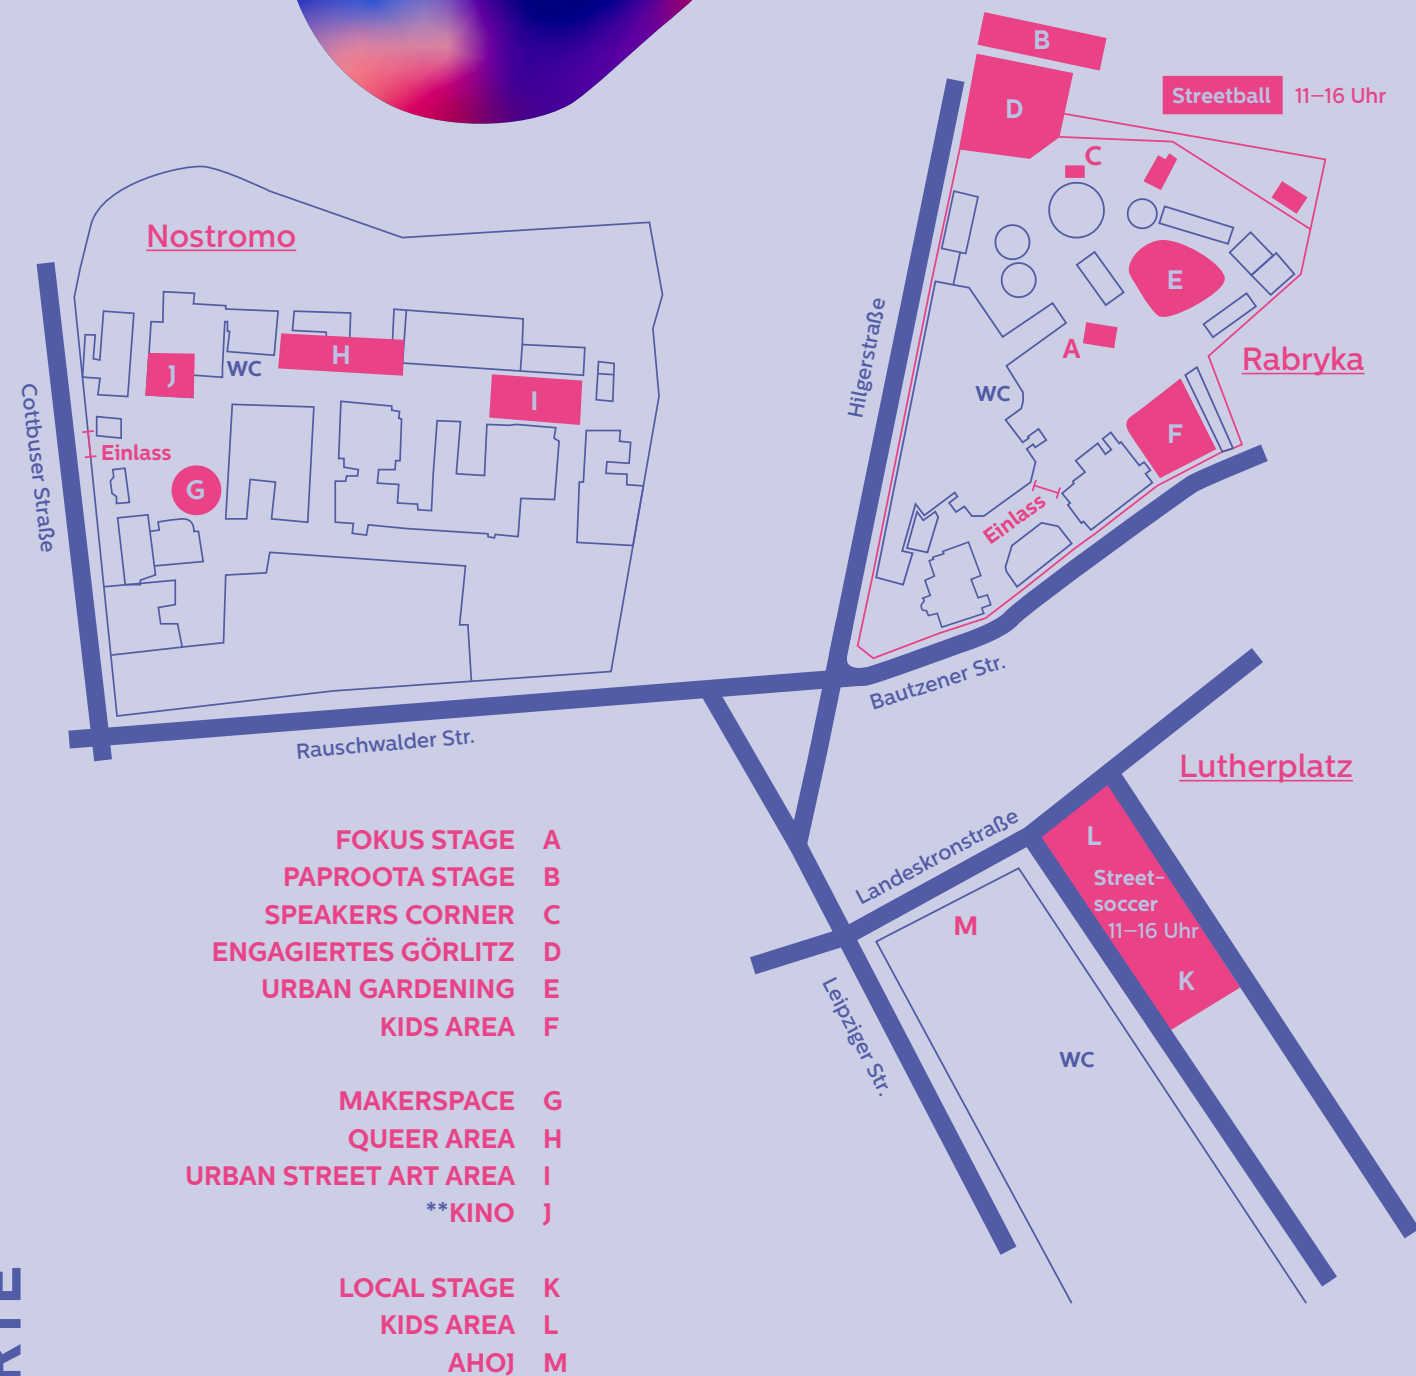 B
D
Streetball 11–16 Uhr
C
Nostromo
E
Hilgerstraße
A
Rabryka
H
J
WC
WC
I
Cottbuser Straße
F
Einlass
G
Einlass
Bautzener Str.
Rauschwalder Str.
Lutherplatz
Landeskronstraße
L
Street-
soccer
11–16 Uhr
M
K
Leipziger Str.
WC
FOKUS STAGE A
PAPROOTA STAGE B
SPEAKERS CORNER C
ENGAGIERTES GÖRLITZ D
URBAN GARDENING E
KIDS AREA F
MAKERSPACE G
QUEER AREA H
URBAN STREET ART AREA I
**KINO J
LOCAL STAGE K
KIDS AREA L
AHOJ M